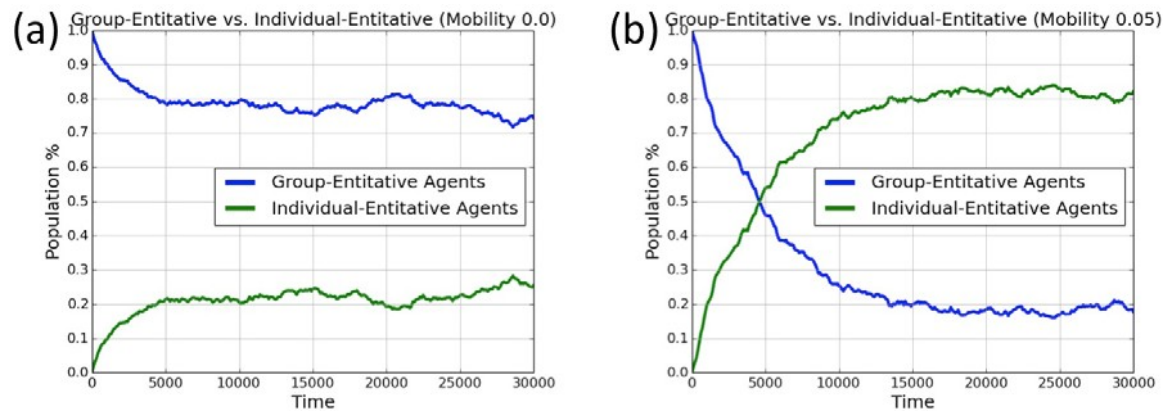 (a)
Group-Entitative vs. Individual-Entitative (Mobility 0.0)
1.0
0.9
0.8
0.7
0.6
0.5
0.4
0.3
0.2
0.1
0.0
Population %
Group-Entitative Agents
Individual-Entitative Agents
0 5000 10000 15000 20000 25000 30000
Time
(b)
Group-Entitative vs. Individual-Entitative (Mobility 0.05)
1.0
0.9
0.8
0.7
0.6
0.5
0.4
0.3
0.2
0.1
0.0
Population %
Group-Entitative Agents
Individual-Entitative Agents
0 5000 10000 15000 20000 25000 30000
Time